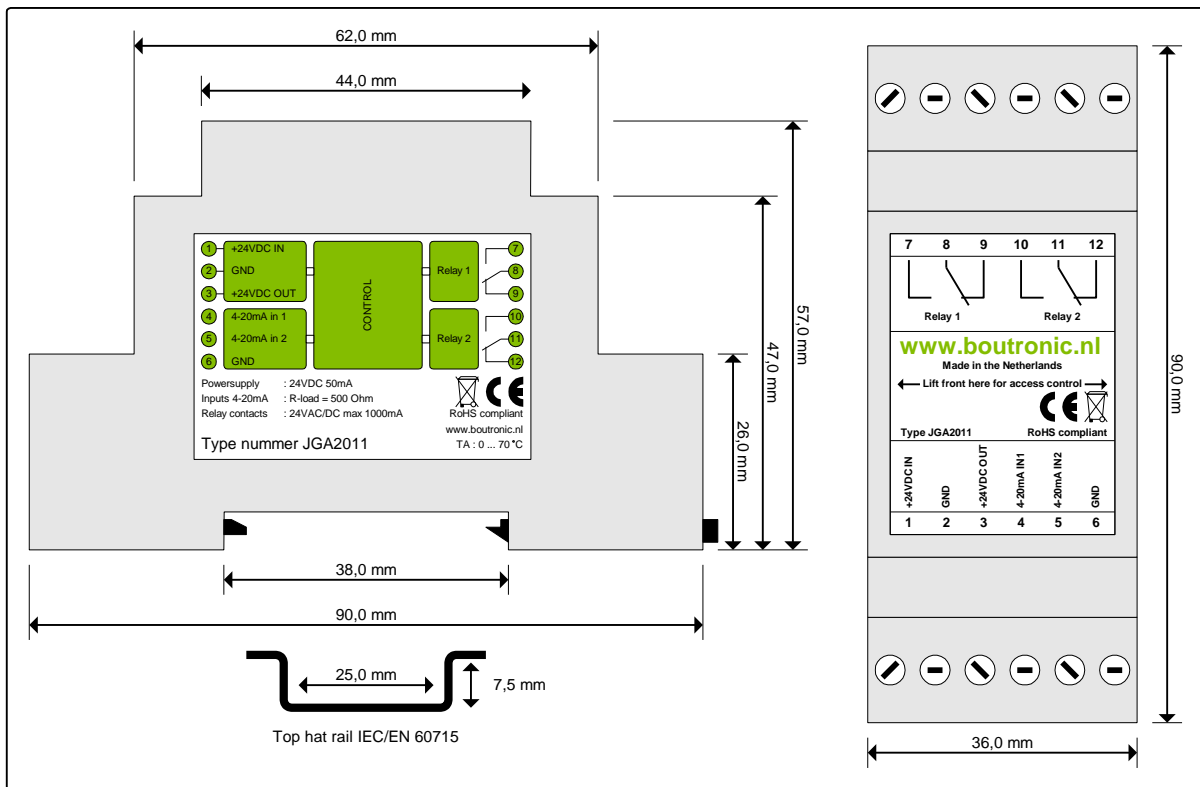 62,0 mm
44,0 mm
1 +24VDC IN
2 GND
3 +24VDC OUT
4 4-20mA in 1
5 4-20mA in 2
6 GND
CONTROL
Relay 1
Relay 2
7
8
9
10
11
12
Powersupply : 24VDC 50mA
Inputs 4-20mA : R-load = 500 Ohm
Relay contacts : 24VAC/DC max 1000mA
Type nummer JGA2011
CE
RoHS compliant
www.boutronic.nl
TA : 0 ... 70°C
57,0 mm
47,0 mm
26,0 mm
38,0 mm
90,0 mm
25,0 mm
7,5 mm
Top hat rail IEC/EN 60715
7 8 9 10 11 12
Relay 1 Relay 2
www.boutronic.nl
Made in the Netherlands
Lift front here for access control
CE
Type JGA2011 RoHS compliant
+24VDC IN
GND
+24VDC OUT
4-20mA IN1
4-20mA IN2
GND
1 2 3 4 5 6
90,0 mm
36,0 mm